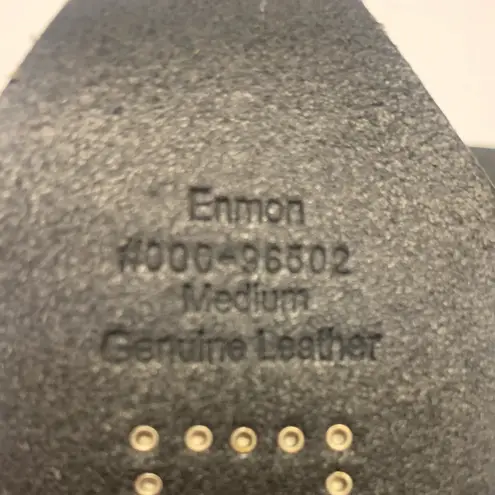 Enmon
#000-96502
Medium
Genuine Leather